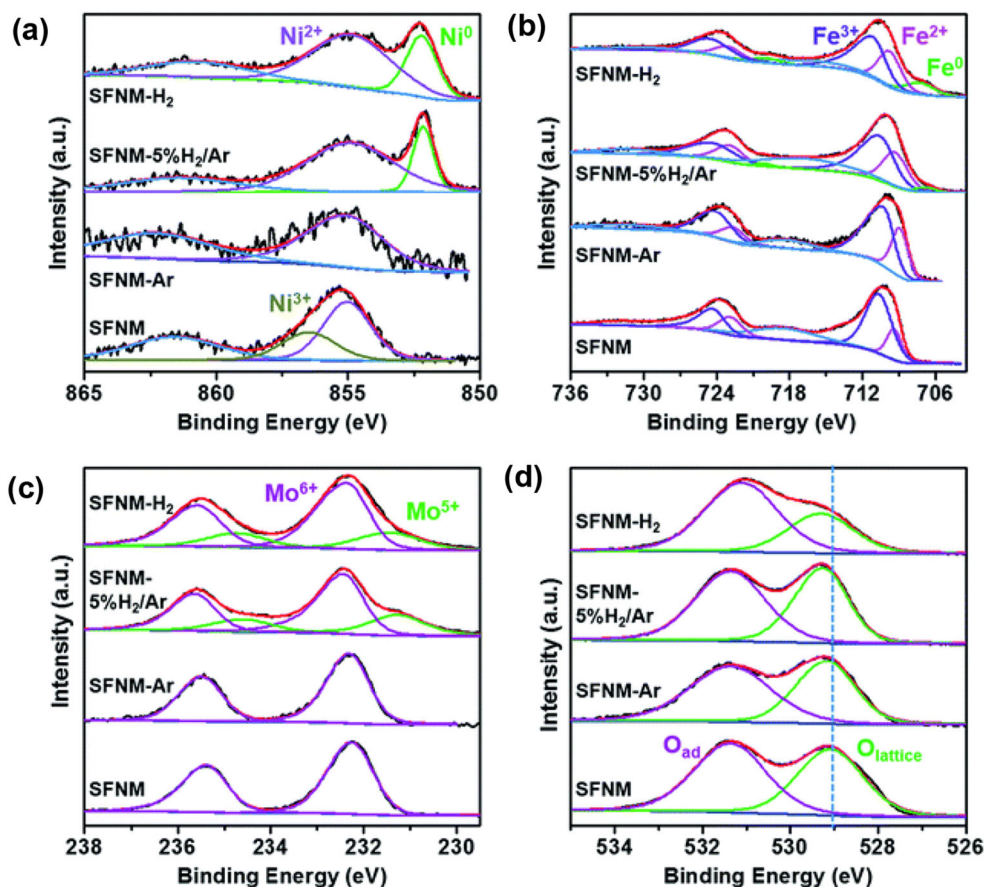 (a)
Ni²⁺
Ni⁰
SFNM-H₂
SFNM-5%H₂/Ar
SFNM-Ar
Ni³⁺
SFNM
Intensity (a.u.)
865 860 855 850
Binding Energy (eV)
(b)
Fe³⁺
Fe²⁺
Fe⁰
SFNM-H₂
SFNM-5%H₂/Ar
SFNM-Ar
SFNM
Intensity (a.u.)
736 730 724 718 712 706
Binding Energy (eV)
(c)
SFNM-H₂
Mo⁶⁺
Mo⁵⁺
SFNM-
5%H₂/Ar
SFNM-Ar
SFNM
Intensity (a.u.)
238 236 234 232 230
Binding Energy (eV)
(d)
SFNM-H₂
SFNM-
5%H₂/Ar
SFNM-Ar
O_ad
O_lattice
SFNM
Intensity (a.u.)
534 532 530 528 526
Binding Energy (eV)